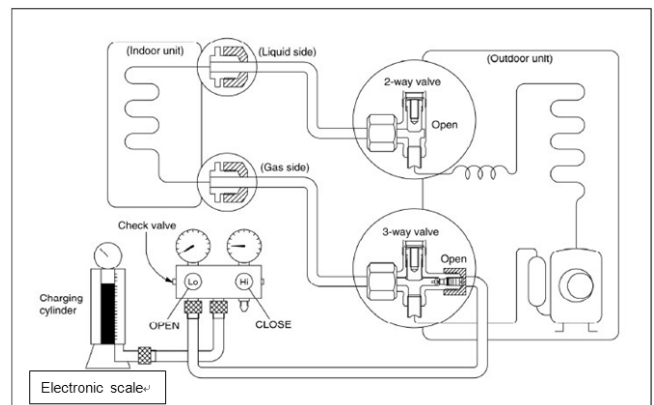 (Indoor unit)
(Liquid side)
(Outdoor unit)
2-way valve
Open
(Gas side)
3-way valve
Open
Check valve
Lo
Hi
Charging
cylinder
OPEN
CLOSE
Electronic scale↵